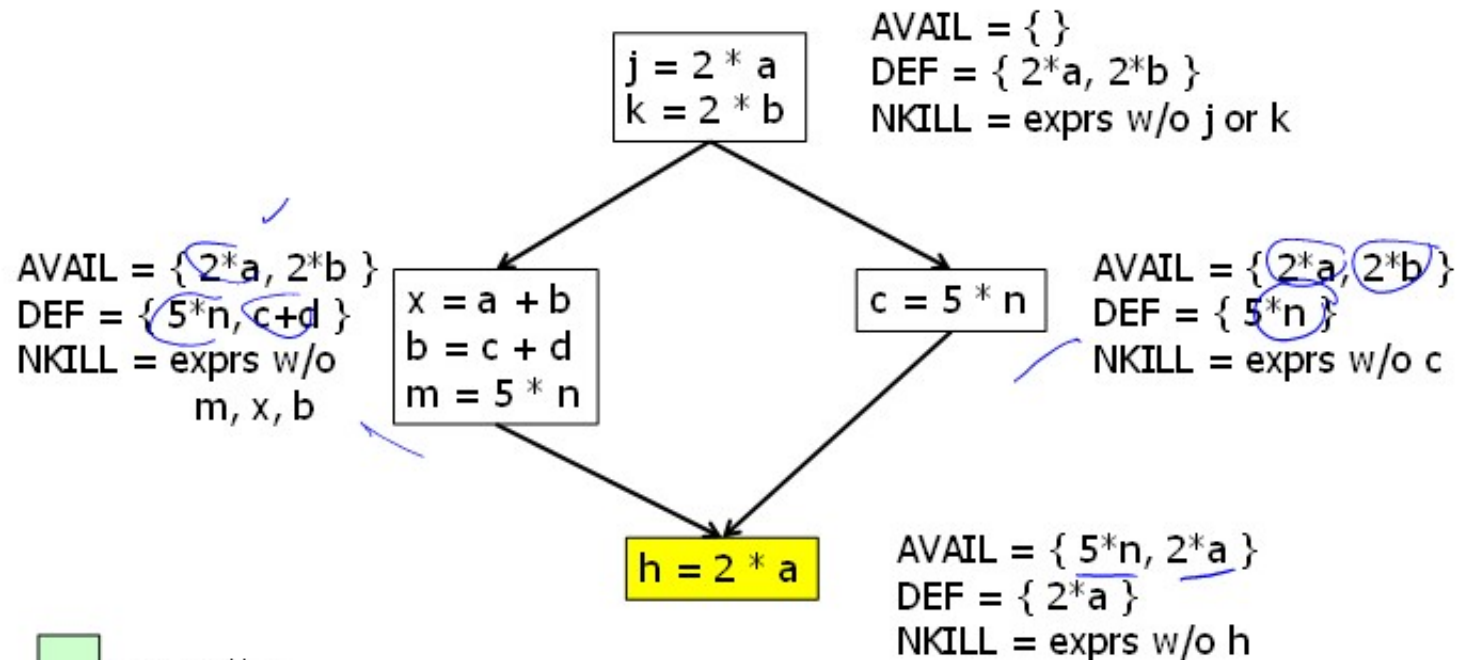 j = 2 * a
k = 2 * b
AVAIL = { }
DEF = { 2*a, 2*b }
NKILL = exprs w/o j or k
AVAIL = { 2*a, 2*b }
DEF = { 5*n, c+d }
NKILL = exprs w/o
m, x, b
x = a + b
b = c + d
m = 5 * n
c = 5 * n
AVAIL = { 2*a, 2*b }
DEF = { 5*n }
NKILL = exprs w/o c
h = 2 * a
AVAIL = { 5*n, 2*a }
DEF = { 2*a }
NKILL = exprs w/o h